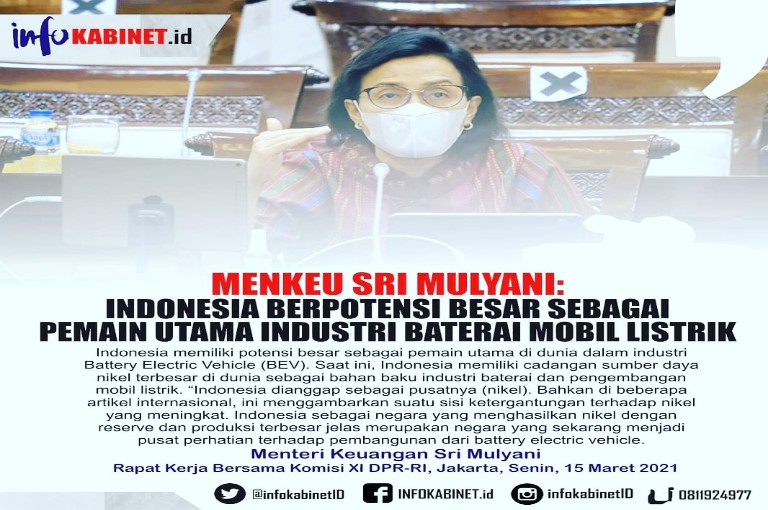 info KABINET.id
MENKEU SRI MULYANI:
INDONESIA BERPOTENSI BESAR SEBAGAI
PEMAIN UTAMA INDUSTRI BATERAI MOBIL LISTRIK
Indonesia memiliki potensi besar sebagai pemain utama di dunia dalam industri
Battery Electric Vehicle (BEV). Saat ini, Indonesia memiliki cadangan sumber daya
nikel terbesar di dunia sebagai bahan baku industri baterai dan pengembangan
mobil listrik. “Indonesia dianggap sebagai pusatnya (nikel). Bahkan di beberapa
artikel internasional, ini menggambarkan suatu sisi ketergantungan terhadap nikel
yang meningkat. Indonesia sebagai negara yang menghasilkan nikel dengan
reserve dan produksi terbesar jelas merupakan negara yang sekarang menjadi
pusat perhatian terhadap pembangunan dari battery electric vehicle.
Menteri Keuangan Sri Mulyani
Rapat Kerja Bersama Komisi XI DPR-RI, Jakarta, Senin, 15 Maret 2021
@infokabinetID INFOKABINET.id infokabinetID 0811924977